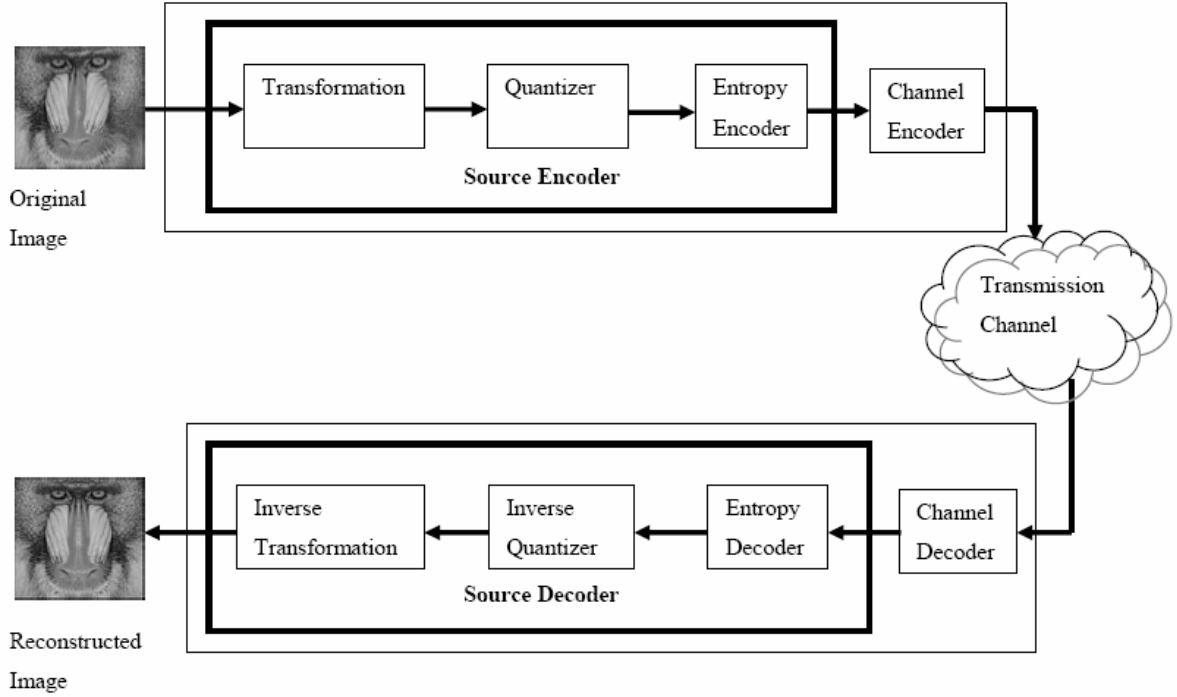 Transformation
Quantizer
Entropy
Encoder
Channel
Encoder
Source Encoder
Original
Image
Transmission
Channel
Inverse
Transformation
Inverse
Quantizer
Entropy
Decoder
Channel
Decoder
Source Decoder
Reconstructed
Image